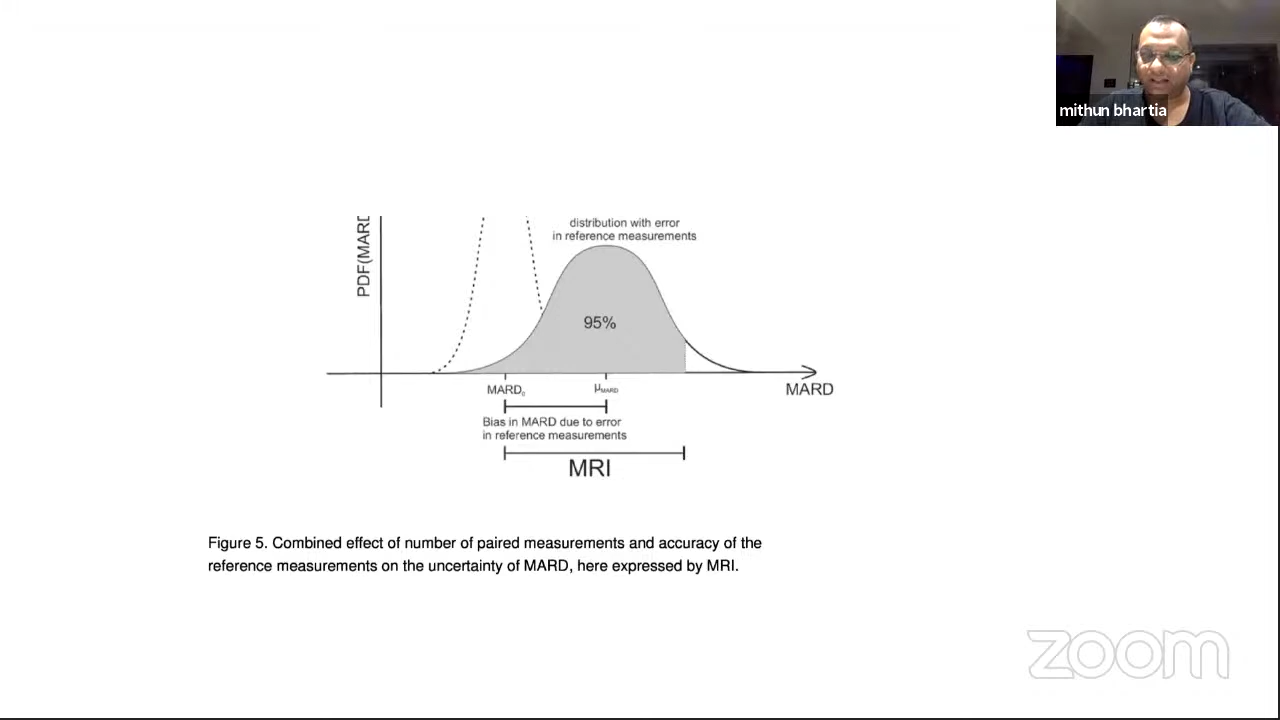 mithun bhartia
PDF(MARD
distribution with error
in reference measurements
95%
MARD₀
μMARD
MARD
Bias in MARD due to error
in reference measurements
MRI
Figure 5. Combined effect of number of paired measurements and accuracy of the
reference measurements on the uncertainty of MARD, here expressed by MRI.
zoom